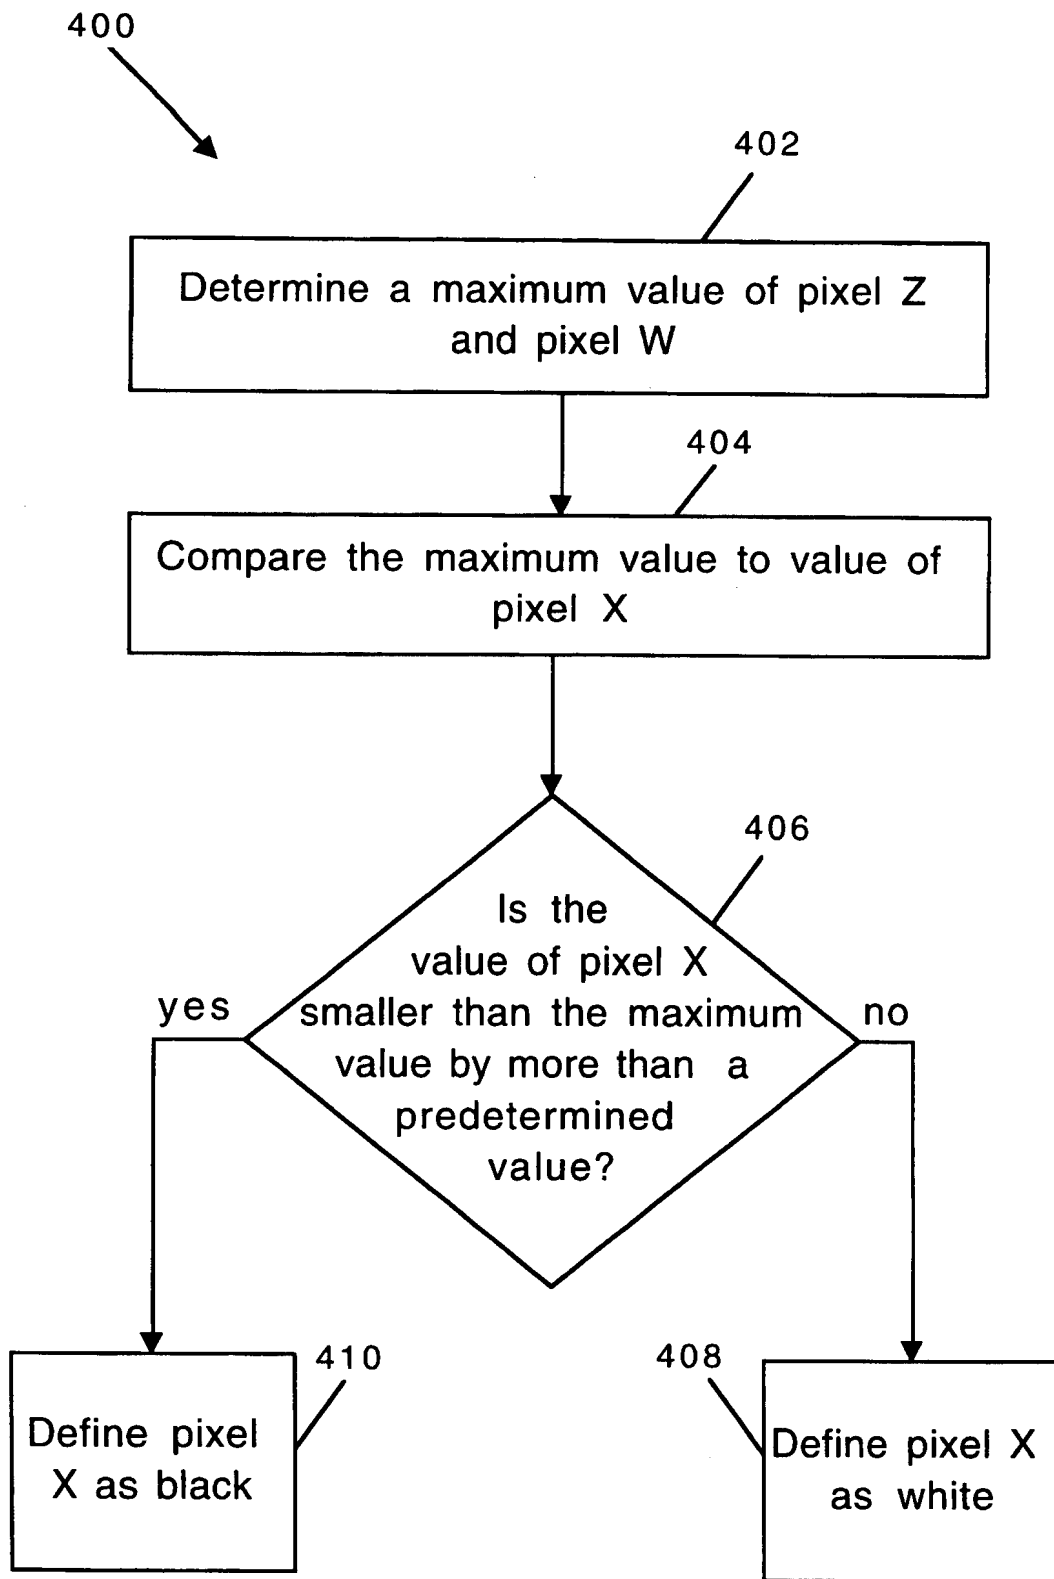 400
402
Determine a maximum value of pixel Z
and pixel W
404
Compare the maximum value to value of
pixel X
406
Is the
value of pixel X
smaller than the maximum
value by more than a
predetermined
value?
yes
no
410
408
Define pixel
X as black
Define pixel X
as white